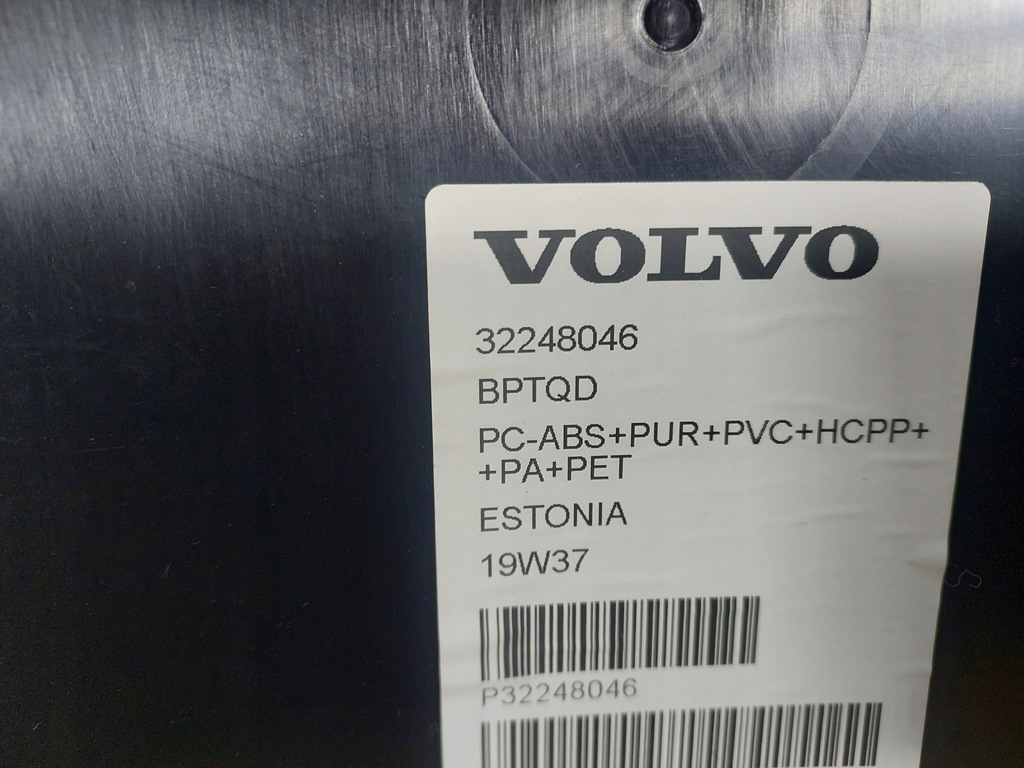 VOLVO
32248046
BPTQD
PC-ABS+PUR+PVC+HCPP+
+PA+PET
ESTONIA
19W37
P32248046